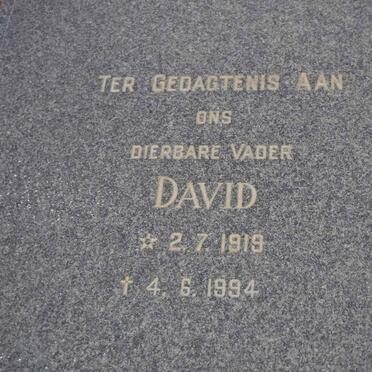 TER GEDAGTENIS AAN
ONS
DIERBARE VADER
DAVID
☆ 2.7.1919
† 4.6.1994